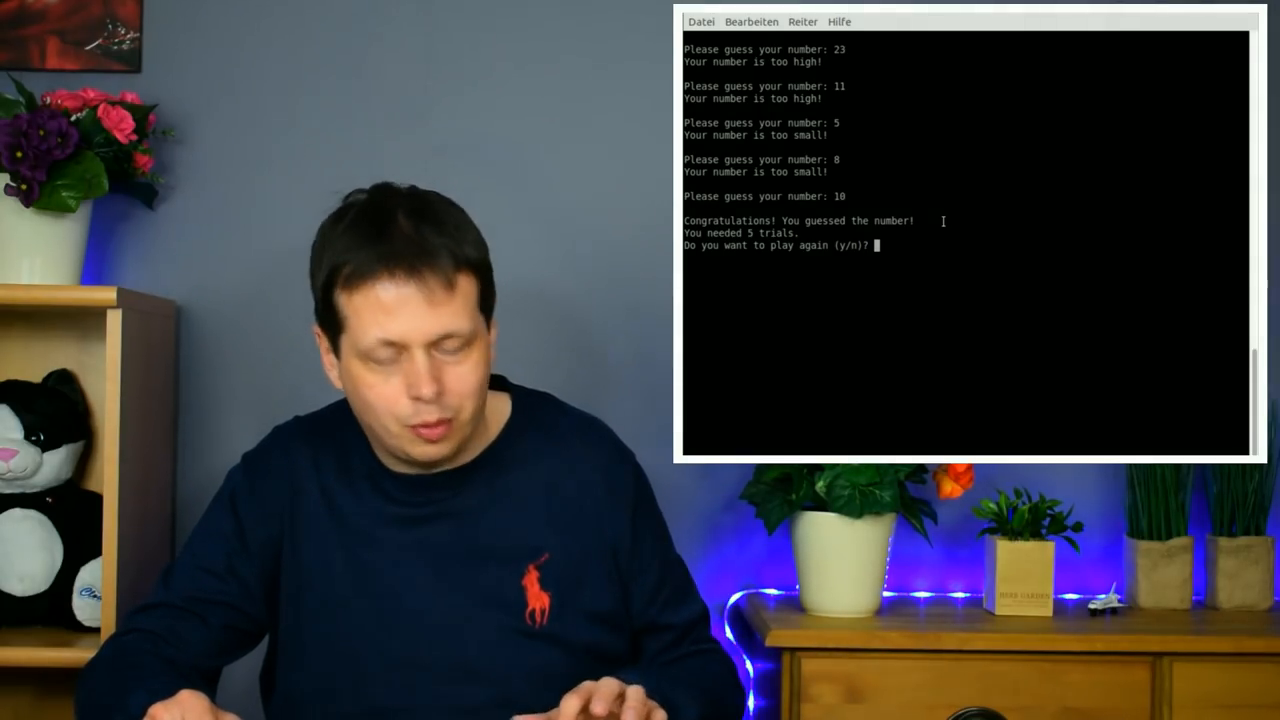 Datei Bearbeiten Reiter Hilfe
Please guess your number: 23
Your number is too high!
Please guess your number: 11
Your number is too high!
Please guess your number: 5
Your number is too small!
Please guess your number: 8
Your number is too small!
Please guess your number: 10
Congratulations! You guessed the number!
You needed 5 trials.
Do you want to play again (y/n)?
HERB GARDEN